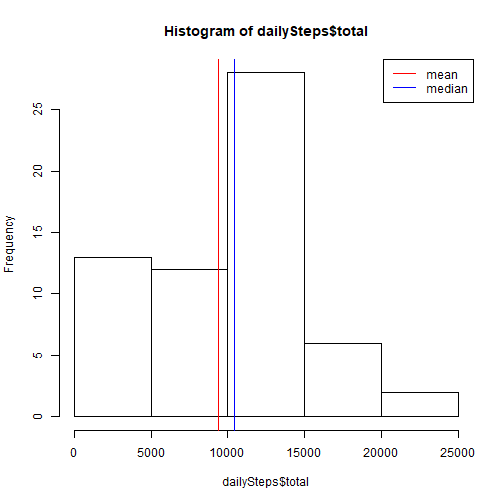 Histogram of dailySteps$total
mean
median
Frequency
25
20
15
10
5
0
0 5000 10000 15000 20000 25000
dailySteps$total